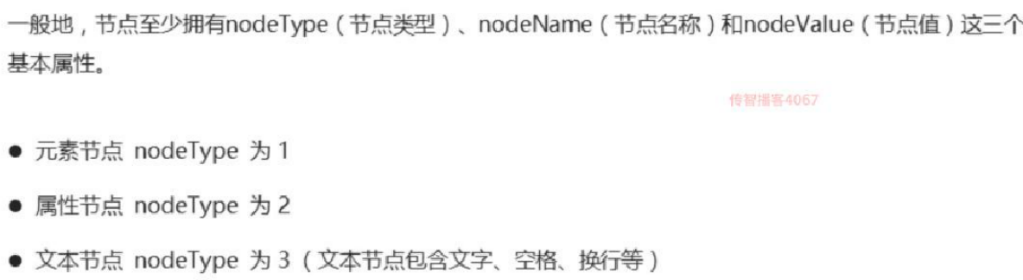 一般地，节点至少拥有nodeType（节点类型）、nodeName（节点名称）和nodeValue（节点值）这三个
基本属性。
传智播客4067
● 元素节点 nodeType 为 1
● 属性节点 nodeType 为 2
● 文本节点 nodeType 为 3（文本节点包含文字、空格、换行等）